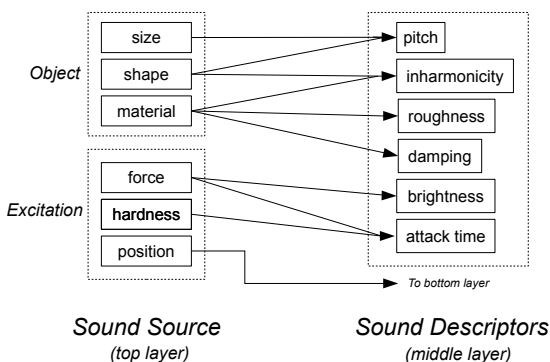 size
pitch
Object
shape
inharmonicity
material
roughness
damping
force
brightness
Excitation
hardness
attack time
position
To bottom layer
Sound Source
(top layer)
Sound Descriptors
(middle layer)